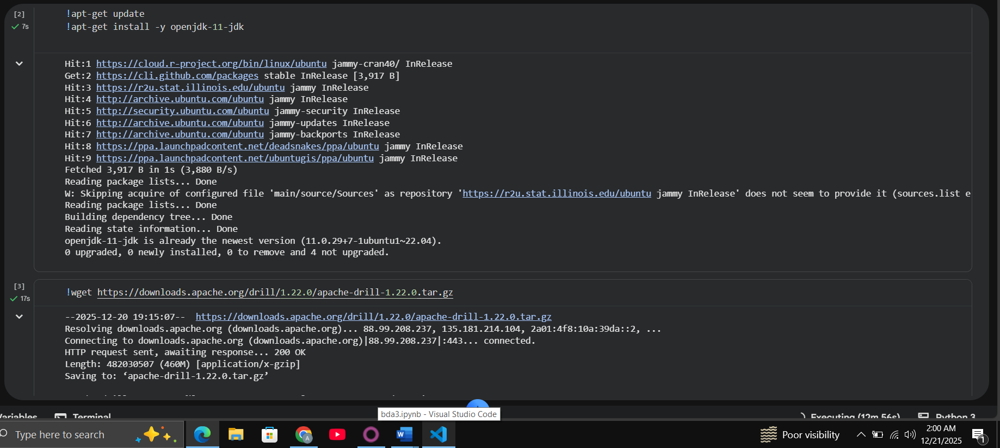 [2]
!apt-get update
7s
!apt-get install -y openjdk-11-jdk
Hit:1 https://cloud.r-project.org/bin/linux/ubuntu jammy-cran40/ InRelease
Get:2 https://cli.github.com/packages stable InRelease [3,917 B]
Hit:3 https://r2u.stat.illinois.edu/ubuntu jammy InRelease
Hit:4 http://archive.ubuntu.com/ubuntu jammy InRelease
Hit:5 http://security.ubuntu.com/ubuntu jammy-security InRelease
Hit:6 http://archive.ubuntu.com/ubuntu jammy-updates InRelease
Hit:7 http://archive.ubuntu.com/ubuntu jammy-backports InRelease
Hit:8 https://ppa.launchpadcontent.net/deadsnakes/ppa/ubuntu jammy InRelease
Hit:9 https://ppa.launchpadcontent.net/ubuntugis/ppa/ubuntu jammy InRelease
Fetched 3,917 B in 1s (3,880 B/s)
Reading package lists... Done
W: Skipping acquire of configured file 'main/source/Sources' as repository 'https://r2u.stat.illinois.edu/ubuntu jammy InRelease' does not seem to provide it (sources.list e
Reading package lists... Done
Building dependency tree... Done
Reading state information... Done
openjdk-11-jdk is already the newest version (11.0.29+7-1ubuntu1~22.04).
0 upgraded, 0 newly installed, 0 to remove and 4 not upgraded.
[3]
!wget https://downloads.apache.org/drill/1.22.0/apache-drill-1.22.0.tar.gz
17s
--2025-12-20 19:15:07--  https://downloads.apache.org/drill/1.22.0/apache-drill-1.22.0.tar.gz
Resolving downloads.apache.org (downloads.apache.org)... 88.99.208.237, 135.181.214.104, 2a01:4f8:10a:39da::2, ...
Connecting to downloads.apache.org (downloads.apache.org)|88.99.208.237|:443... connected.
HTTP request sent, awaiting response... 200 OK
Length: 482030507 (460M) [application/x-gzip]
Saving to: ‘apache-drill-1.22.0.tar.gz’
bda3.ipynb - Visual Studio Code
Variables Terminal Executing (12m 56s) Python 3
Type here to search
Poor visibility
2:00 AM
12/21/2025
1